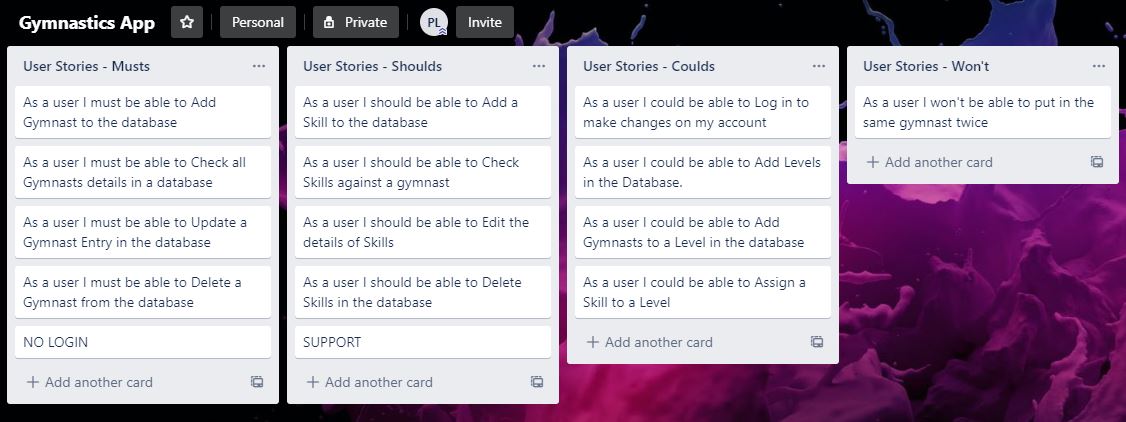 Gymnastics App
Personal
Private
PL
Invite
User Stories - Musts
As a user I must be able to Add
Gymnast to the database
As a user I must be able to Check all
Gymnasts details in a database
As a user I must be able to Update a
Gymnast Entry in the database
As a user I must be able to Delete a
Gymnast from the database
NO LOGIN
+ Add another card
User Stories - Shoulds
As a user I should be able to Add a
Skill to the database
As a user I should be able to Check
Skills against a gymnast
As a user I should be able to Edit the
details of Skills
As a user I should be able to Delete
Skills in the database
SUPPORT
+ Add another card
User Stories - Coulds
As a user I could be able to Log in to
make changes on my account
As a user I could be able to Add Levels
in the Database.
As a user I could be able to Add
Gymnasts to a Level in the database
As a user I could be able to Assign a
Skill to a Level
+ Add another card
User Stories - Won't
As a user I won't be able to put in the
same gymnast twice
+ Add another card